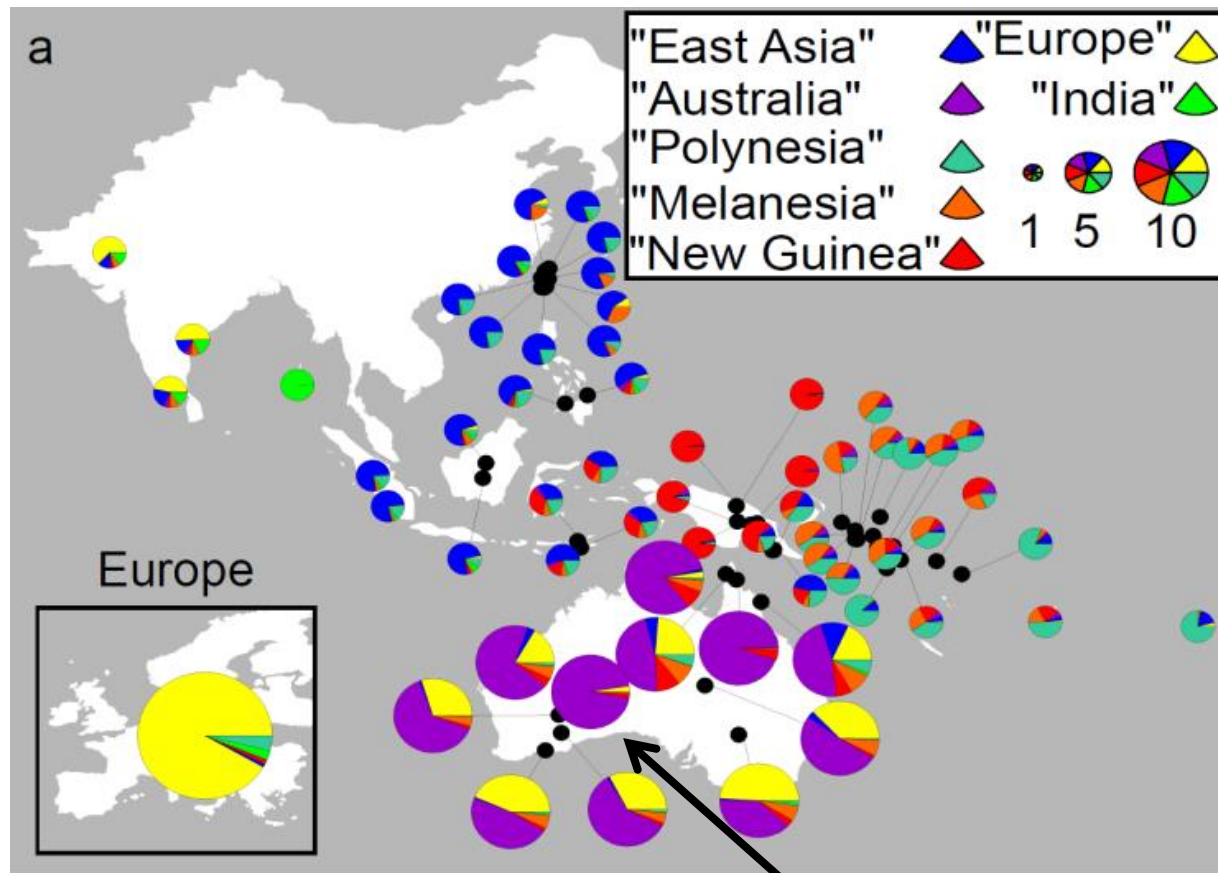 a
"East Asia" "Europe"
"Australia" "India"
"Polynesia"
"Melanesia"
"New Guinea"
1 5 10
Europe